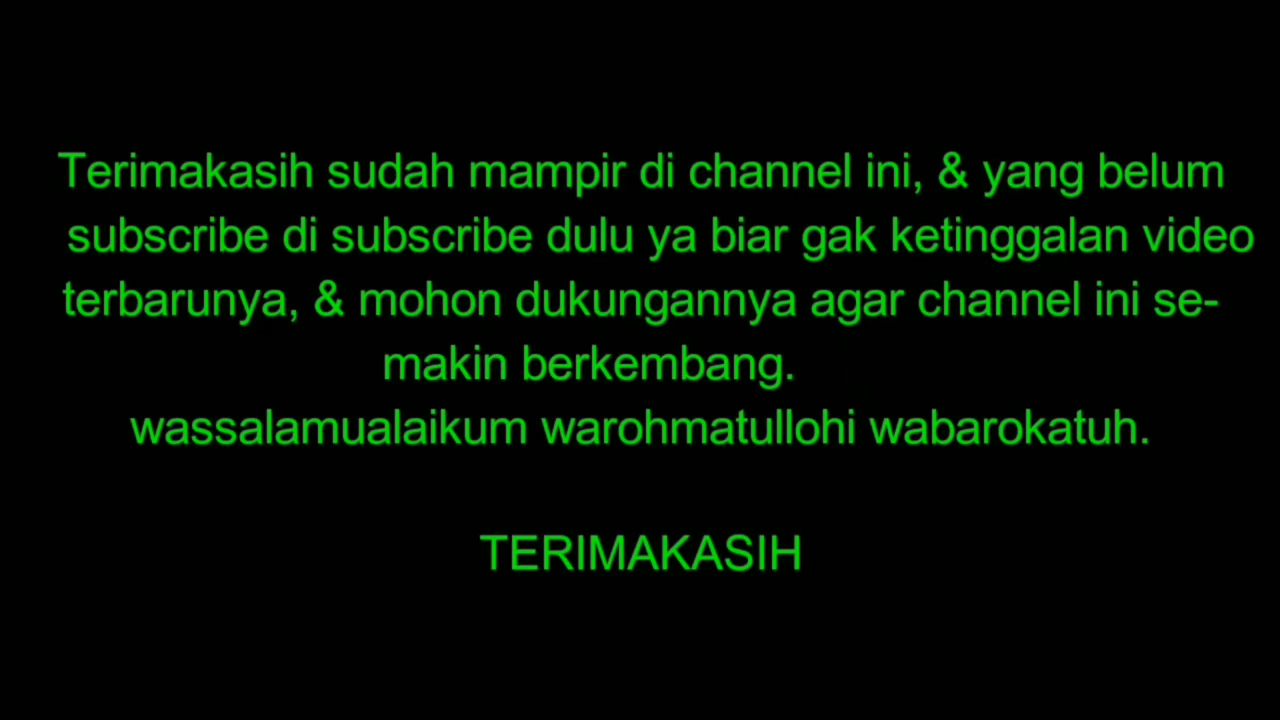 Terimakasih sudah mampir di channel ini, & yang belum
subscribe di subscribe dulu ya biar gak ketinggalan video
terbarunya, & mohon dukungannya agar channel ini se-
makin berkembang.
wassalamualaikum warohmatullohi wabarokatuh.
TERIMAKASIH